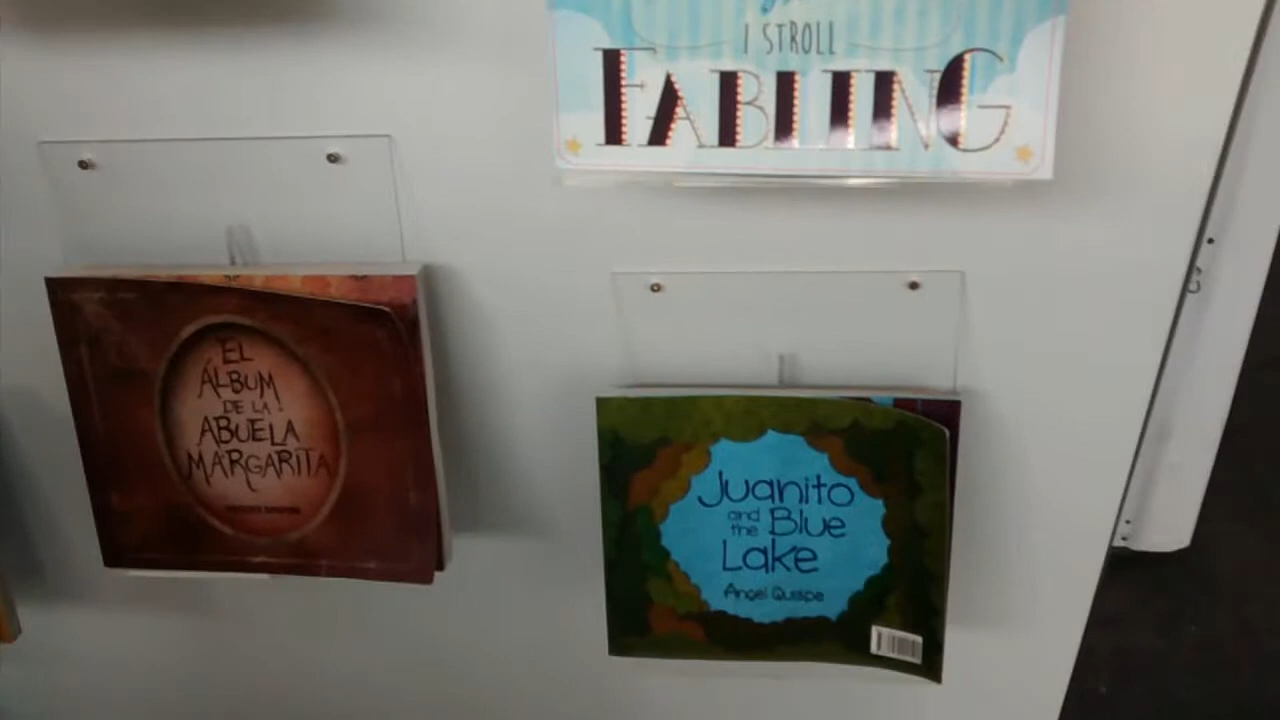 I STROLL
FABLING
EL
ÁLBUM
DE LA
ABUELA
MARGARITA
Juanito
and
the Blue
Lake
Angel Quispe